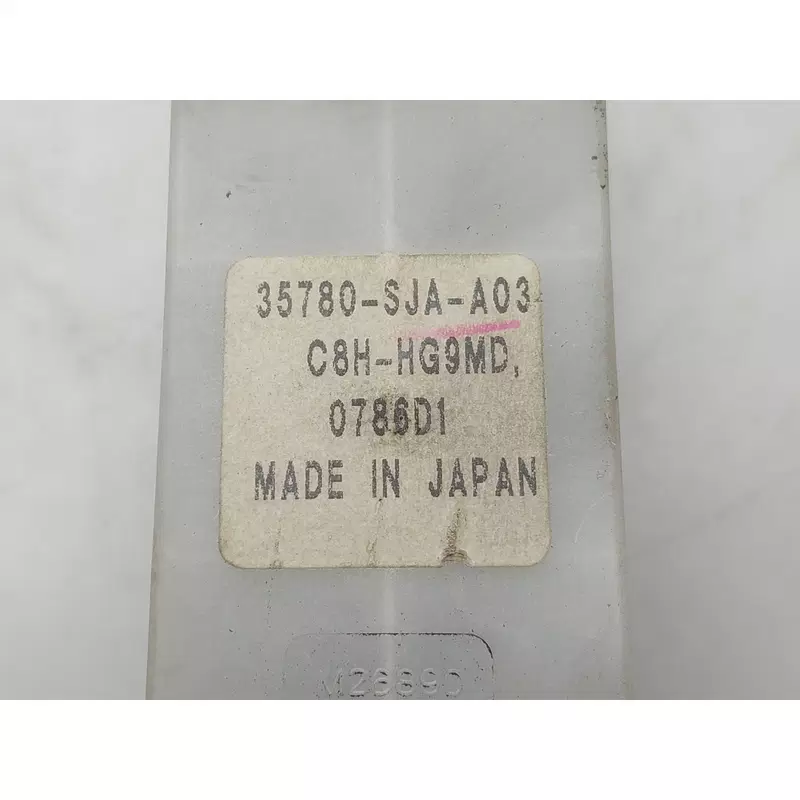 35780-SJA-A03
C8H-HG9MD,
0786D1
MADE IN JAPAN